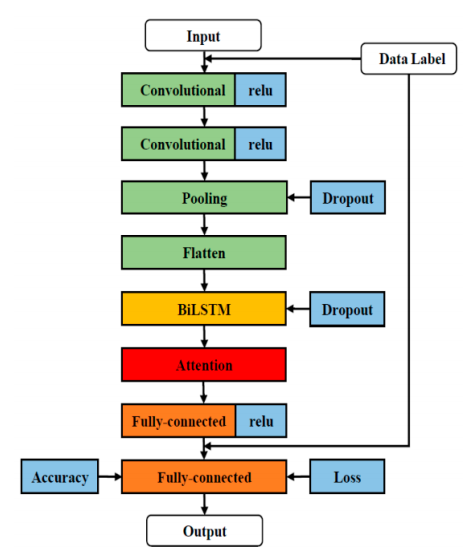 Input
Data Label
Convolutional relu
Convolutional relu
Pooling
Dropout
Flatten
BiLSTM
Dropout
Attention
Fully-connected relu
Accuracy
Fully-connected
Loss
Output